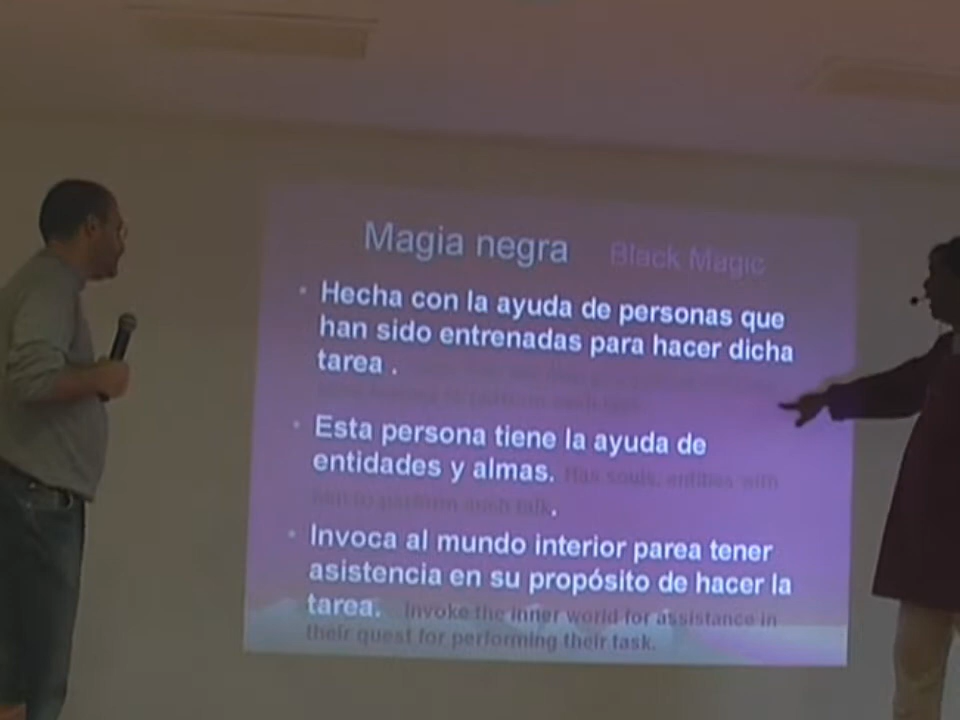 Magia negra Black Magic
• Hecha con la ayuda de personas que
han sido entrenadas para hacer dicha
tarea .
• Esta persona tiene la ayuda de
entidades y almas. Has souls, entities with
.
• Invoca al mundo interior parea tener
asistencia en su propósito de hacer la
tarea. Invoke the inner world for assistance in
their quest for performing their task.